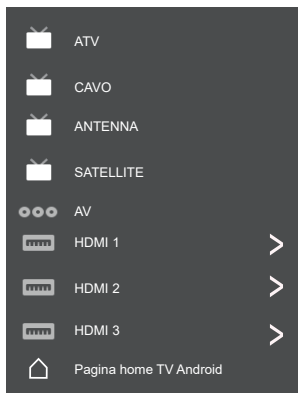 ATV
CAVO
ANTENNA
SATELLITE
AV
HDMI 1
HDMI 2
HDMI 3
Pagina home TV Android